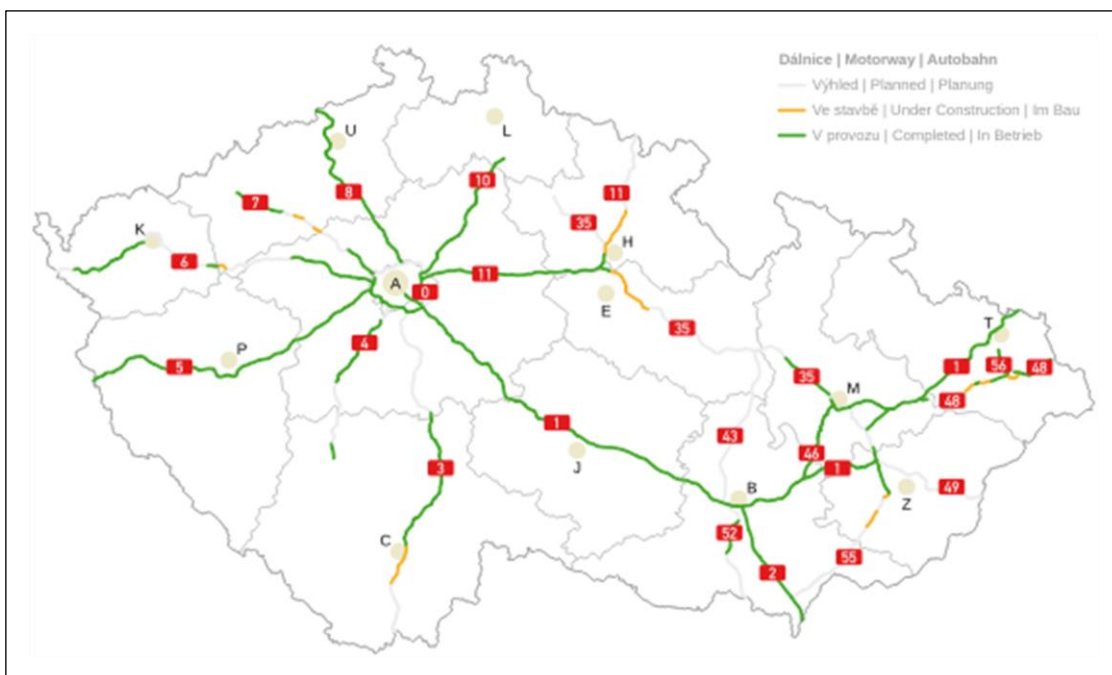 Dálnice | Motorway | Autobahn
Výhled | Planned | Planung
Ve stavbě | Under Construction | Im Bau
V provozu | Completed | In Betrieb
U
L
10
8
7
11
35
K
H
6
11
A
0
E
35
4
T
P
5
1
56
48
35
M
48
1
43
3
J
46
1
B
Z
49
52
C
55
2